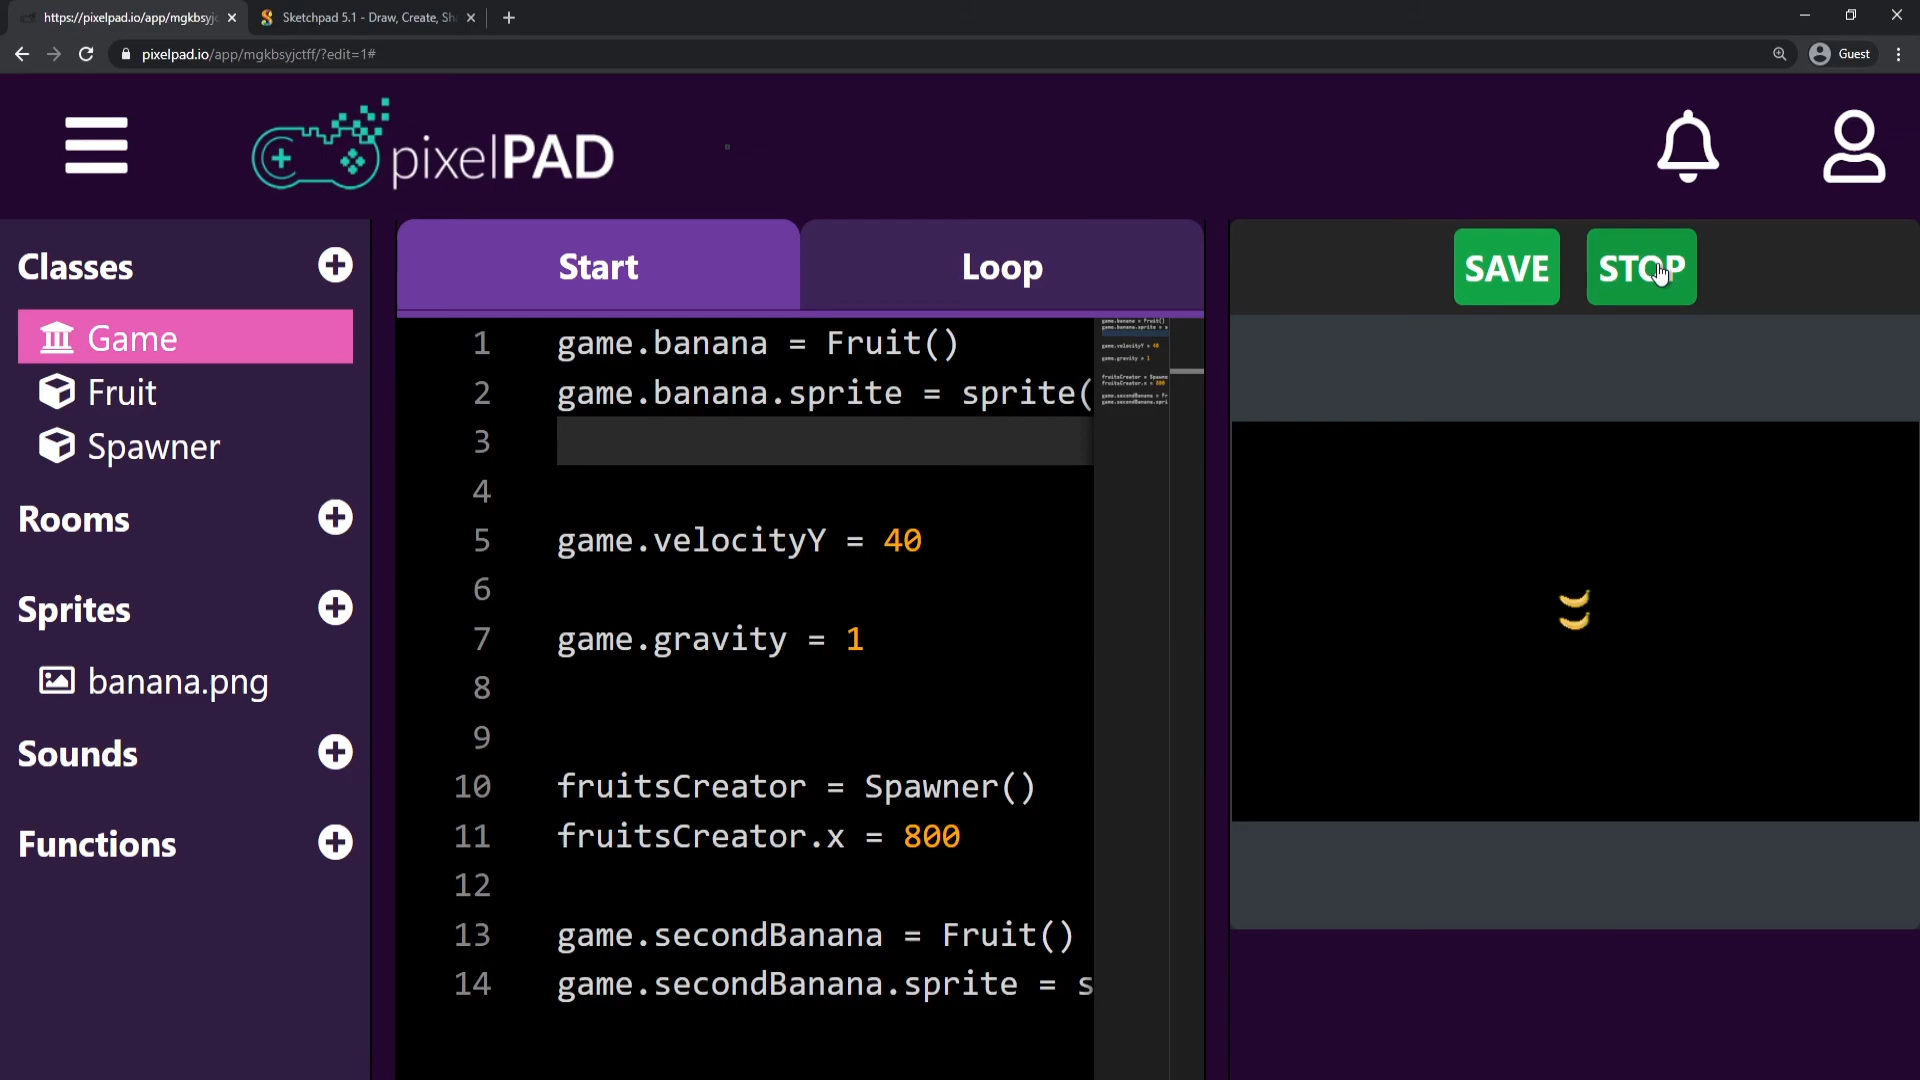 https://pixelpad.io/app/mgkbsyjc
Sketchpad 5.1 - Draw, Create, Sh
pixelpad.io/app/mgkbsyjctff/?edit=1#
Guest
pixelPAD
Classes
Game
Fruit
Spawner
Rooms
Sprites
banana.png
Sounds
Functions
Start
Loop
1 game.banana = Fruit()
2 game.banana.sprite = sprite(
3
4
5 game.velocityY = 40
6
7 game.gravity = 1
8
9
10 fruitsCreator = Spawner()
11 fruitsCreator.x = 800
12
13 game.secondBanana = Fruit()
14 game.secondBanana.sprite = s
SAVE
STOP